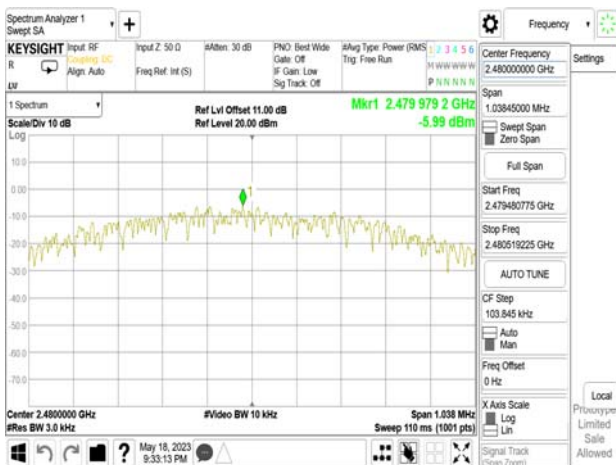 Spectrum Analyzer 1
Swept SA
Frequency
KEYSIGHT
Input: RF
Input Z: 50 Ω
#Atten: 30 dB
PNO: Best Wide
#Avg Type: Power (RMS
1 2 3 4 5 6
R
Coupling: DC
Gate: Off
Trig: Free Run
M W W W W W
Align: Auto
Freq Ref: Int (S)
IF Gain: Low
Sig Track: Off
P N N N N N
1 Spectrum
Scale/Div 10 dB
Ref Lvl Offset 11.00 dB
Ref Level 20.00 dBm
Mkr1 2.479 979 2 GHz
-5.99 dBm
Log
10.0
0.00
-10.0
-20.0
-30.0
-40.0
-50.0
-60.0
-70.0
1
Center 2.4800000 GHz
#Video BW 10 kHz
Span 1.038 MHz
#Res BW 3.0 kHz
Sweep 110 ms (1001 pts)
May 18, 2023
9:33:13 PM
?
Center Frequency
2.480000000 GHz
Settings
Span
1.03845000 MHz
Swept Span
Zero Span
Full Span
Start Freq
2.479480775 GHz
Stop Freq
2.480519225 GHz
AUTO TUNE
CF Step
103.845 kHz
Auto
Man
Freq Offset
0 Hz
X Axis Scale
Log
Lin
Local
Prototype
Limited
Sale
Allowed
Signal Track
(Span Zoom)